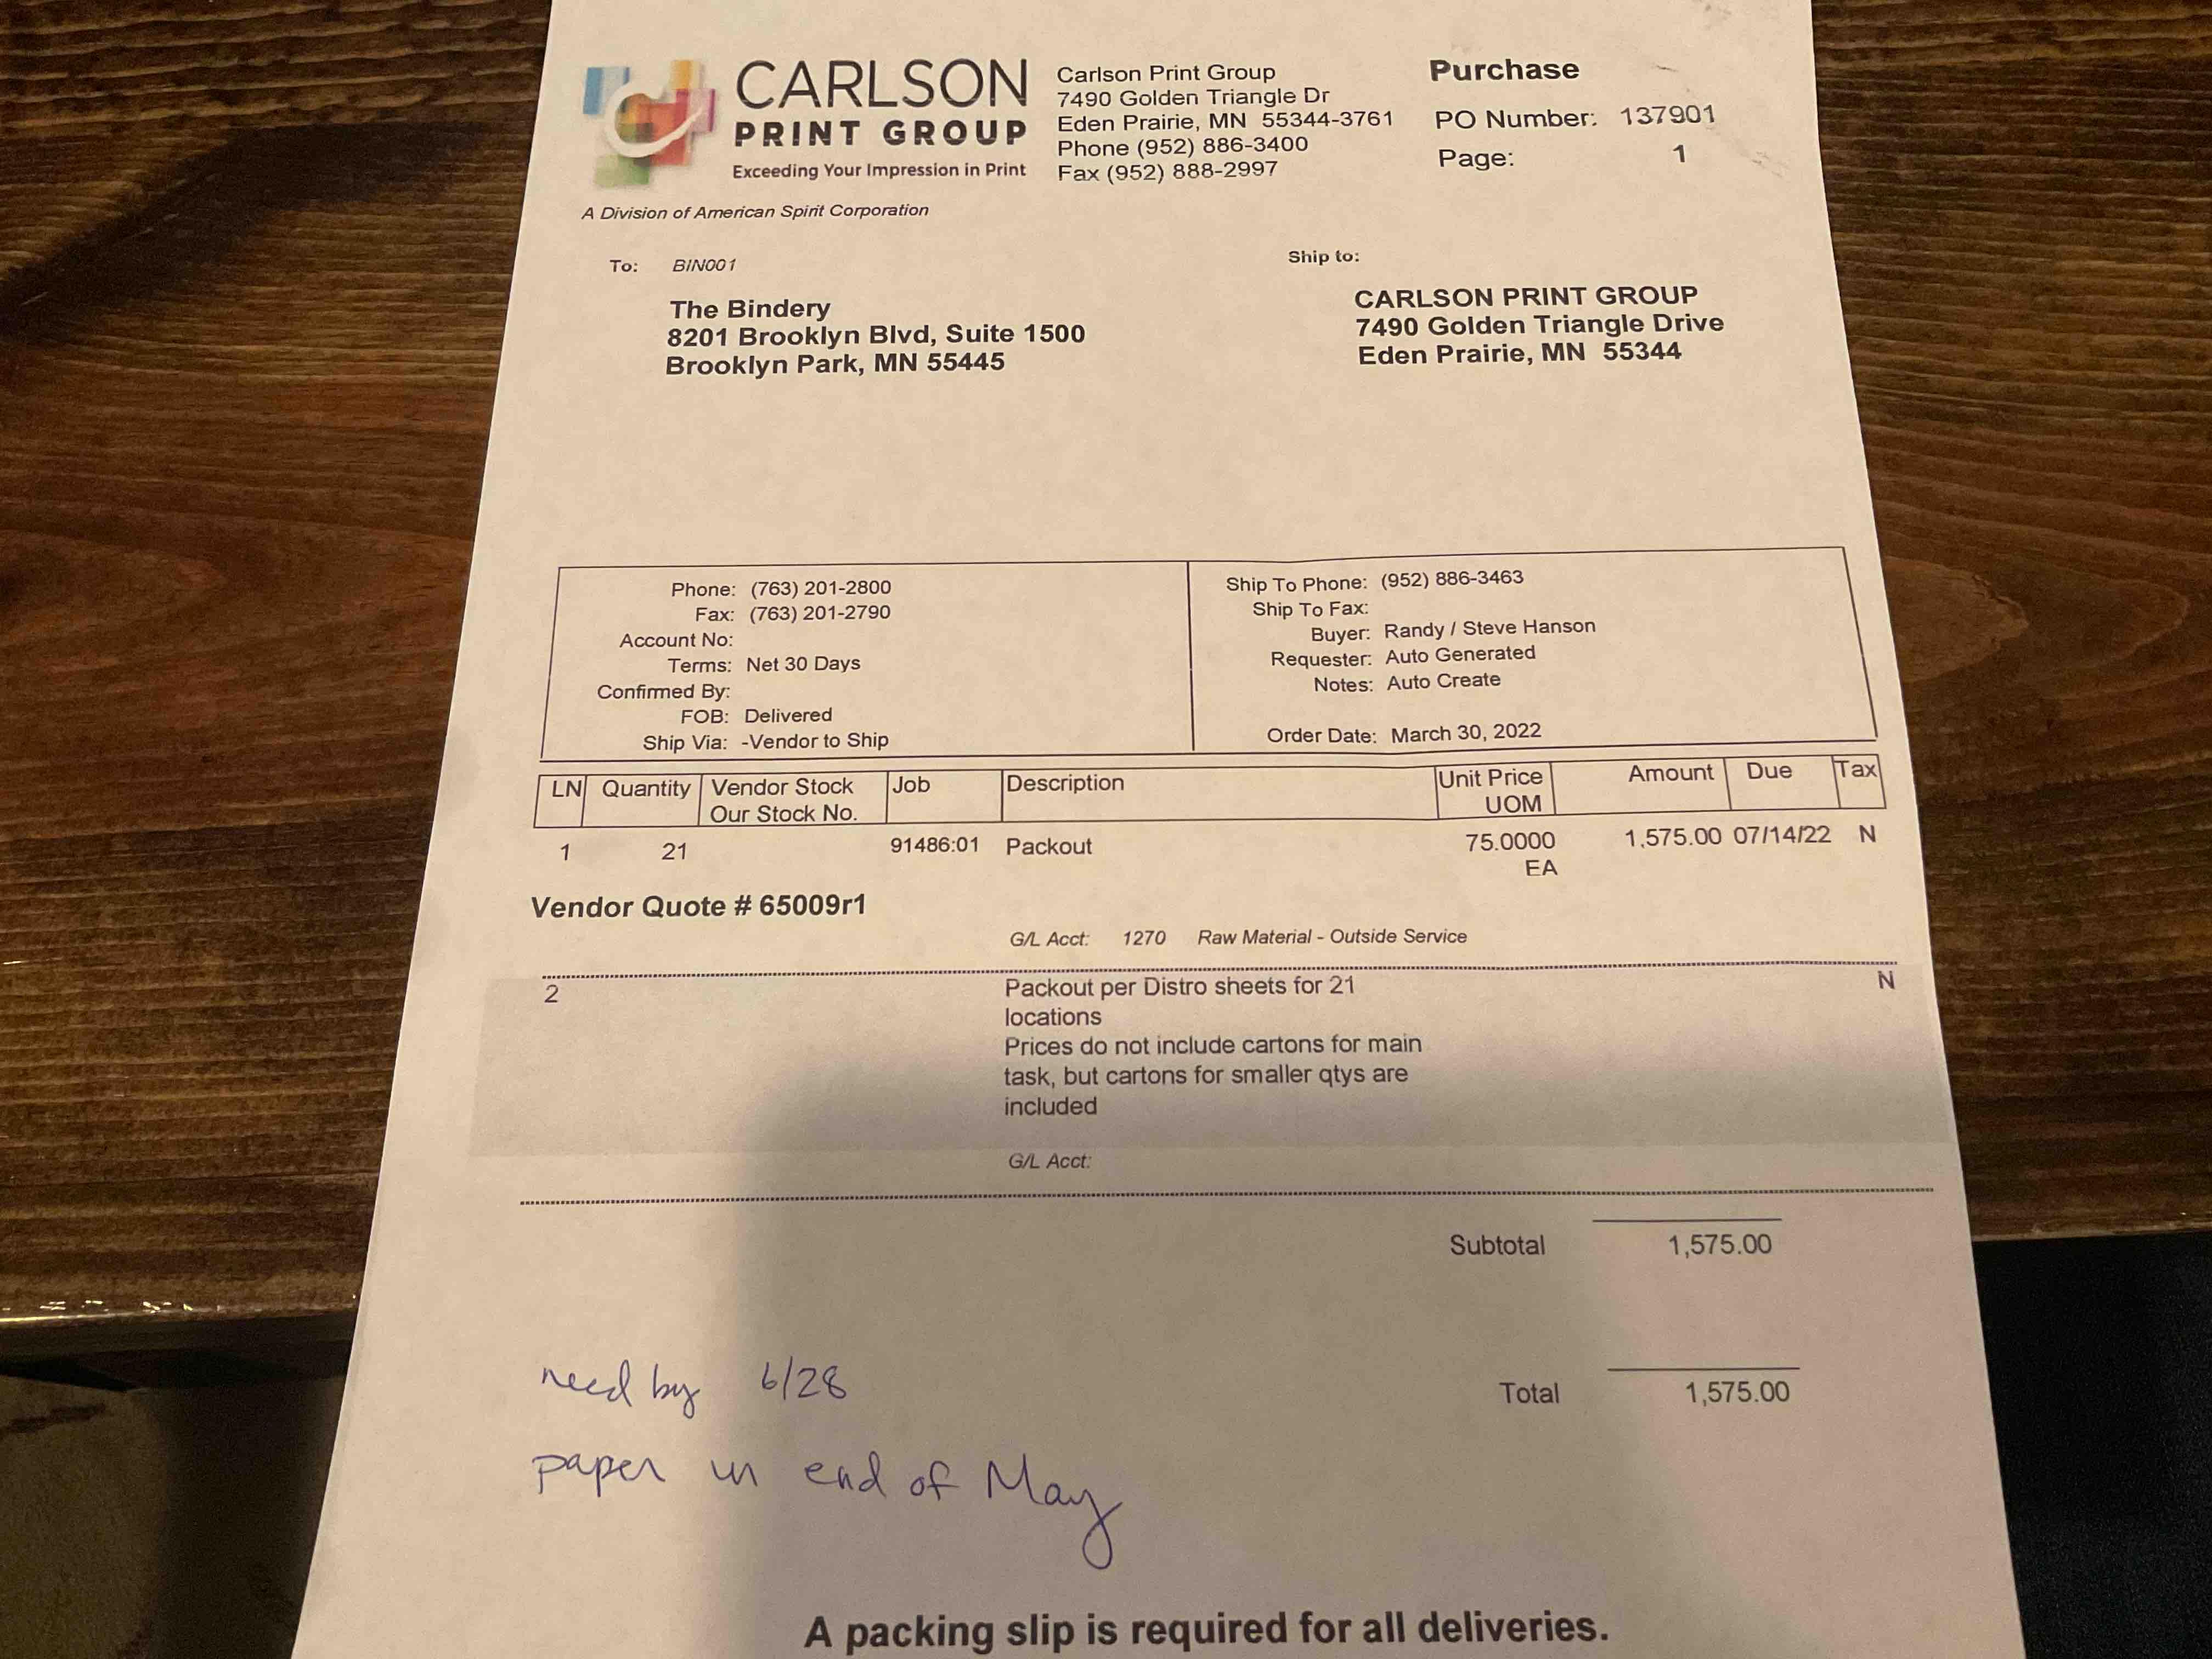 CARLSON
PRINT GROUP
Exceeding Your Impression in Print
A Division of American Spirit Corporation
Carlson Print Group
7490 Golden Triangle Dr
Eden Prairie, MN 55344-3761
Phone (952) 886-3400
Fax (952) 888-2997
Purchase
PO Number: 137901
Page: 1
To: BIN001
The Bindery
8201 Brooklyn Blvd, Suite 1500
Brooklyn Park, MN 55445
Ship to:
CARLSON PRINT GROUP
7490 Golden Triangle Drive
Eden Prairie, MN 55344
Phone: (763) 201-2800
Fax: (763) 201-2790
Account No:
Terms: Net 30 Days
Confirmed By:
FOB: Delivered
Ship Via: -Vendor to Ship
Ship To Phone: (952) 886-3463
Ship To Fax:
Buyer: Randy / Steve Hanson
Requester: Auto Generated
Notes: Auto Create
Order Date: March 30, 2022
LN Quantity Vendor Stock Job Description Unit Price Amount Due Tax
Our Stock No. UOM
1 21 91486:01 Packout 75.0000 1,575.00 07/14/22 N
EA
Vendor Quote # 65009r1
G/L Acct: 1270 Raw Material - Outside Service
2 Packout per Distro sheets for 21 N
locations
Prices do not include cartons for main
task, but cartons for smaller qtys are
included
G/L Acct:
Subtotal 1,575.00
need by 6/28
Total 1,575.00
paper in end of May
A packing slip is required for all deliveries.